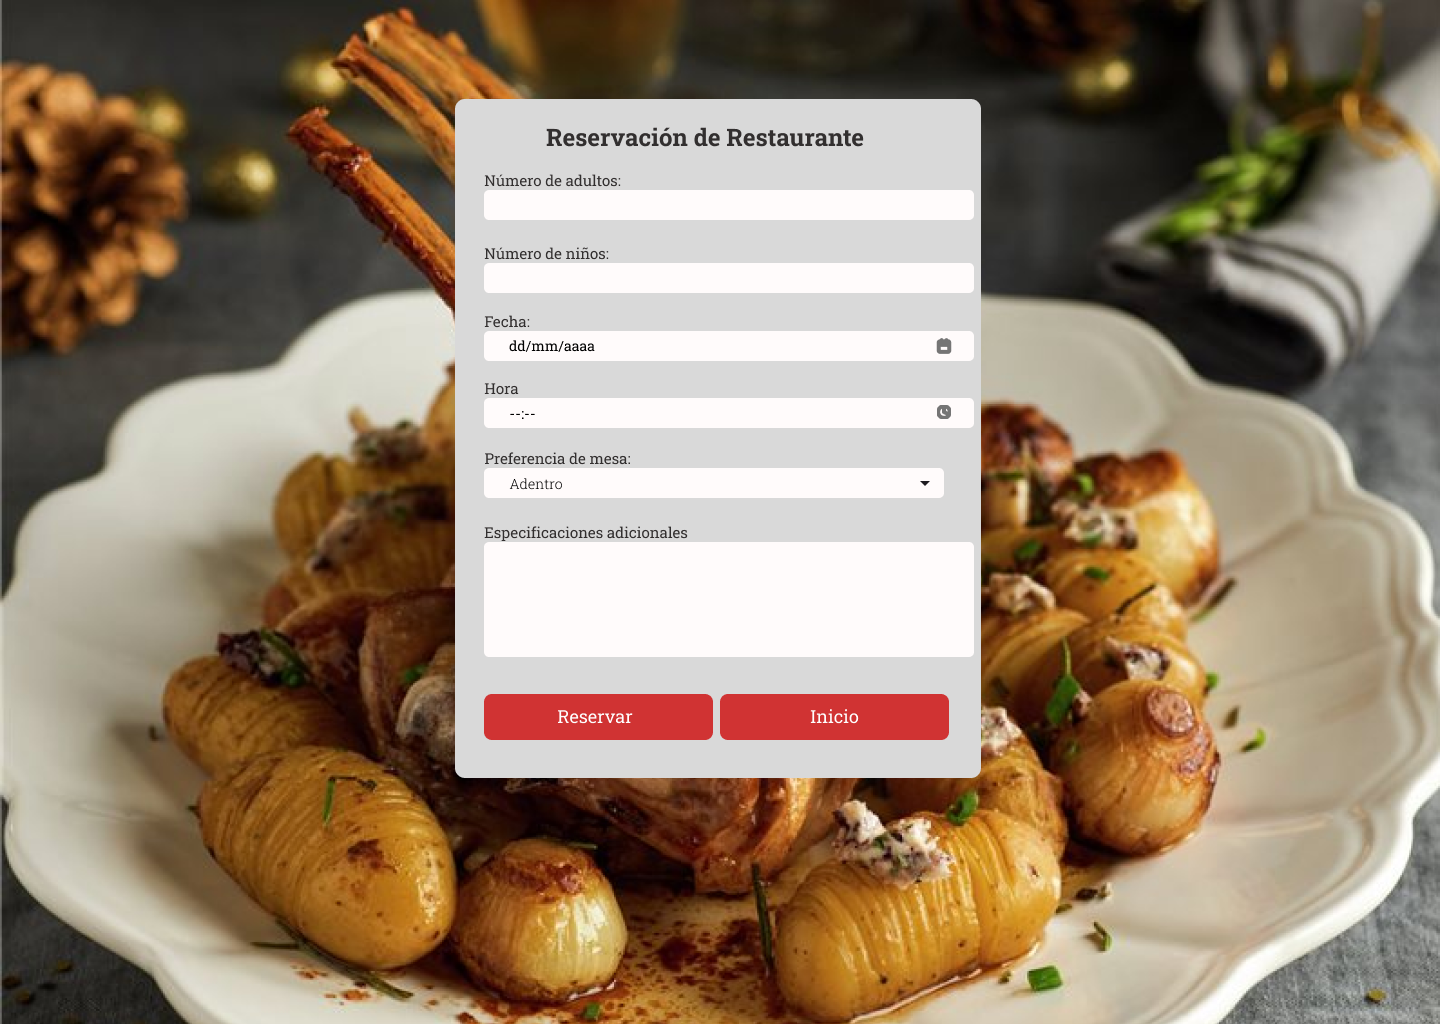 Reservación de Restaurante
Número de adultos:
Número de niños:
Fecha:
dd/mm/aaaa
Hora
--:--
Preferencia de mesa:
Adentro
Especificaciones adicionales
Reservar
Inicio